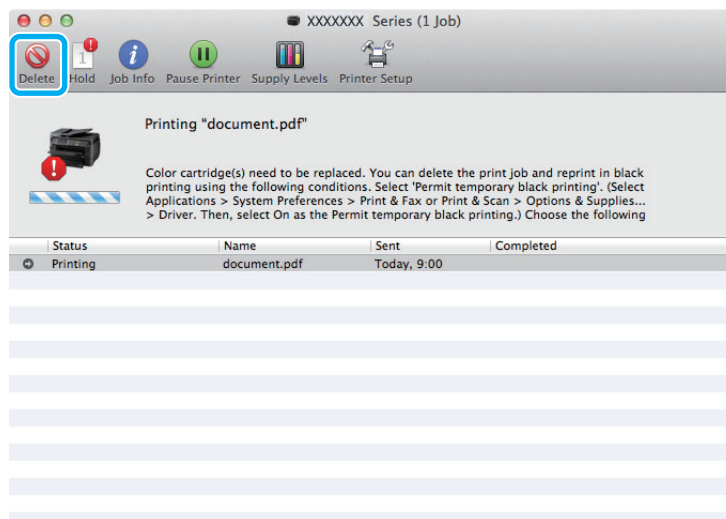 XXXXXXX Series (1 Job)
1
Delete Hold Job Info Pause Printer Supply Levels Printer Setup
Printing "document.pdf"
Color cartridge(s) need to be replaced. You can delete the print job and reprint in black
printing using the following conditions. Select 'Permit temporary black printing'. (Select
Applications > System Preferences > Print & Fax or Print & Scan > Options & Supplies...
> Driver. Then, select On as the Permit temporary black printing.) Choose the following
Status Name Sent Completed
Printing document.pdf Today, 9:00